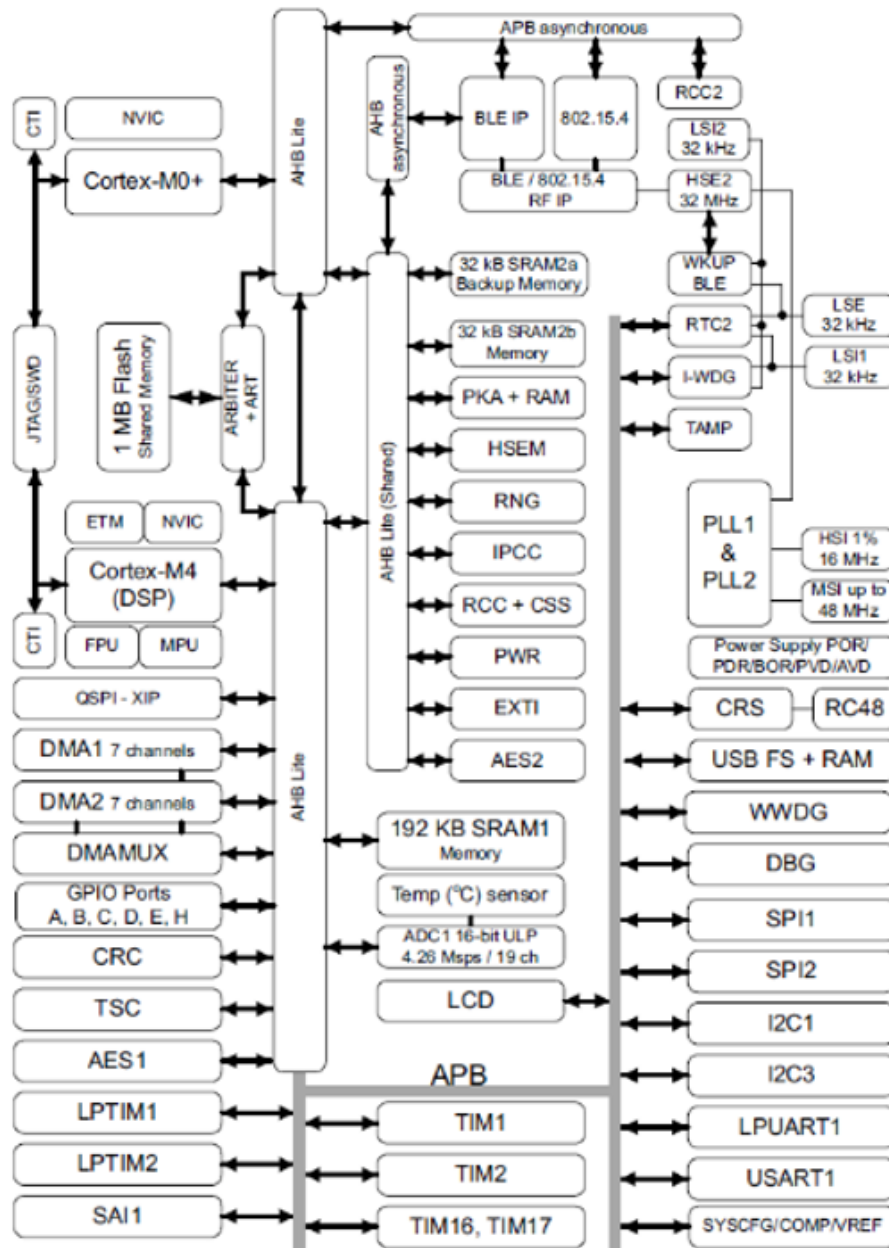 APB asynchronous
CTI
NVIC
Cortex-M0+
AHB Lite
AHB
asynchronous
BLE IP
802.15.4
RCC2
LSI2
32 kHz
BLE / 802.15.4
RF IP
HSE2
32 MHz
32 kB SRAM2a
Backup Memory
WKUP
BLE
JTAG/SWD
1 MB Flash
Shared Memory
ARBITER
+ ART
32 kB SRAM2b
Memory
RTC2
LSE
32 kHz
LSI1
32 kHz
PKA + RAM
I-WDG
HSEM
TAMP
AHB Lite (Shared)
RNG
IPCC
RCC + CSS
PWR
EXTI
AES2
PLL1
&
PLL2
HSI 1%
16 MHz
MSI up to
48 MHz
ETM
NVIC
Cortex-M4
(DSP)
CTI
FPU
MPU
Power Supply POR/
PDR/BOR/PVD/AVD
QSPI - XIP
CRS
RC48
DMA1 7 channels
USB FS + RAM
DMA2 7 channels
AHB Lite
WWDG
DMAMUX
192 KB SRAM1
Memory
DBG
GPIO Ports
A, B, C, D, E, H
Temp (°C) sensor
SPI1
CRC
ADC1 16-bit ULP
4.26 Msps / 19 ch
SPI2
TSC
LCD
I2C1
AES1
APB
I2C3
LPTIM1
TIM1
LPUART1
LPTIM2
TIM2
USART1
SAI1
TIM16, TIM17
SYSCFG/COMP/VREF